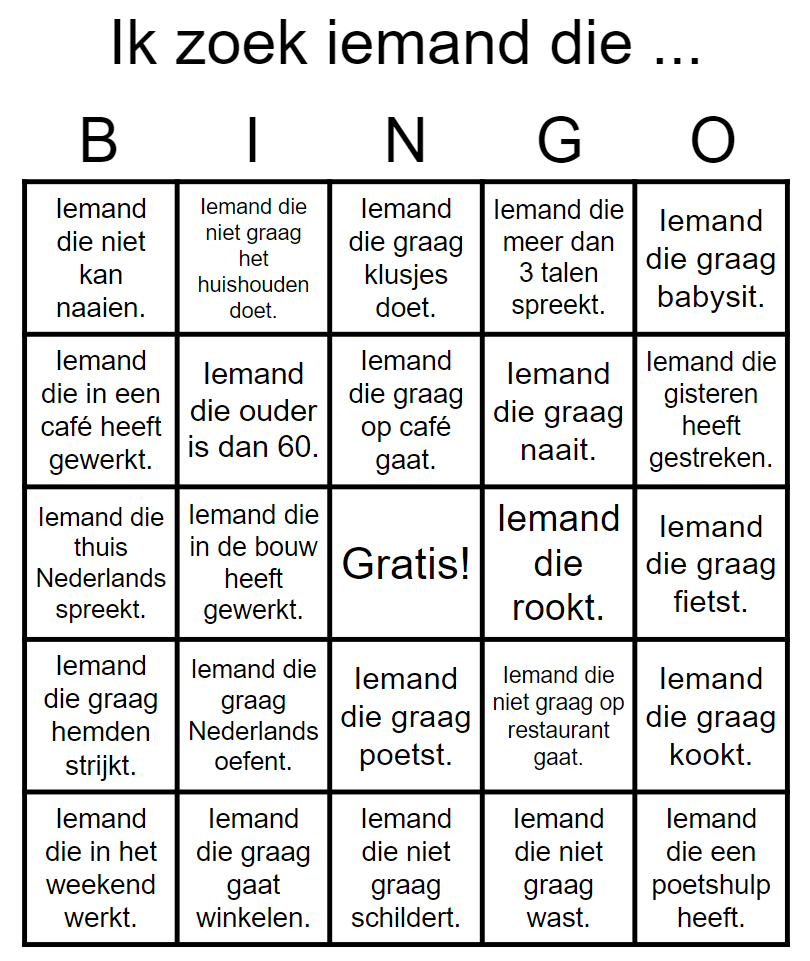 Ik zoek iemand die ...
B I N G O
Iemand
die niet
kan
naaien.
Iemand die
niet graag
het
huishouden
doet.
Iemand
die graag
klusjes
doet.
Iemand die
meer dan
3 talen
spreekt.
Iemand
die graag
babysit.
Iemand
die in een
café heeft
gewerkt.
Iemand
die ouder
is dan 60.
Iemand
die graag
op café
gaat.
Iemand
die graag
naait.
Iemand die
gisteren
heeft
gestreken.
Iemand die
thuis
Nederlands
spreekt.
Iemand die
in de bouw
heeft
gewerkt.
Gratis!
Iemand
die
rookt.
Iemand
die graag
fietst.
Iemand
die graag
hemden
strijkt.
Iemand die
graag
Nederlands
oefent.
Iemand
die graag
poetst.
Iemand die
niet graag op
restaurant
gaat.
Iemand
die graag
kookt.
Iemand
die in het
weekend
werkt.
Iemand
die graag
gaat
winkelen.
Iemand
die niet
graag
schildert.
Iemand
die niet
graag
wast.
Iemand
die een
poetshulp
heeft.